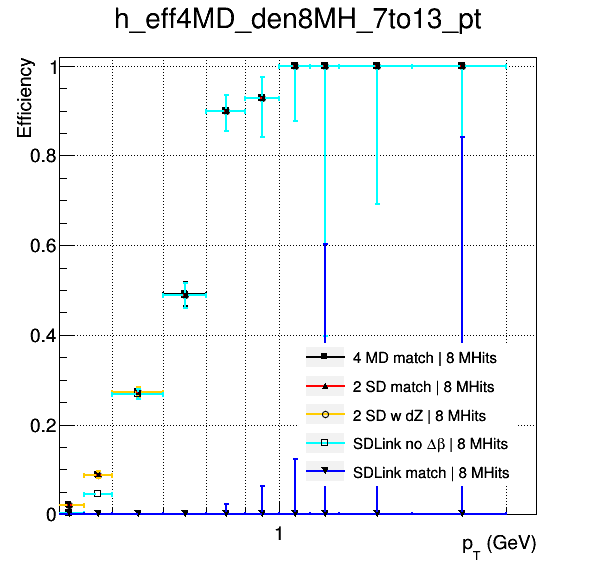 h_eff4MD_den8MH_7to13_pt
Efficiency
1
0.8
0.6
0.4
0.2
0
4 MD match | 8 MHits
2 SD match | 8 MHits
2 SD w dZ | 8 MHits
SDLink no Δβ | 8 MHits
SDLink match | 8 MHits
1
p_T (GeV)